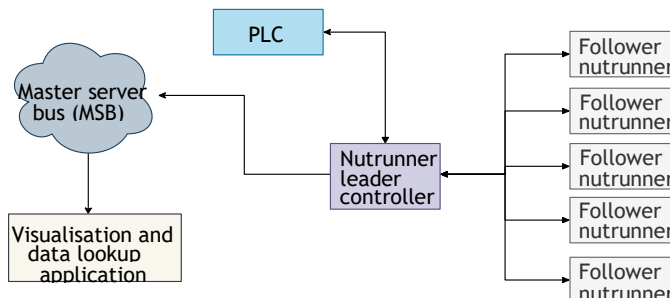 PLC
Master server
bus (MSB)
Nutrunner
leader
controller
Visualisation and
data lookup
application
Follower
nutrunner
Follower
nutrunner
Follower
nutrunner
Follower
nutrunner
Follower
nutrunner